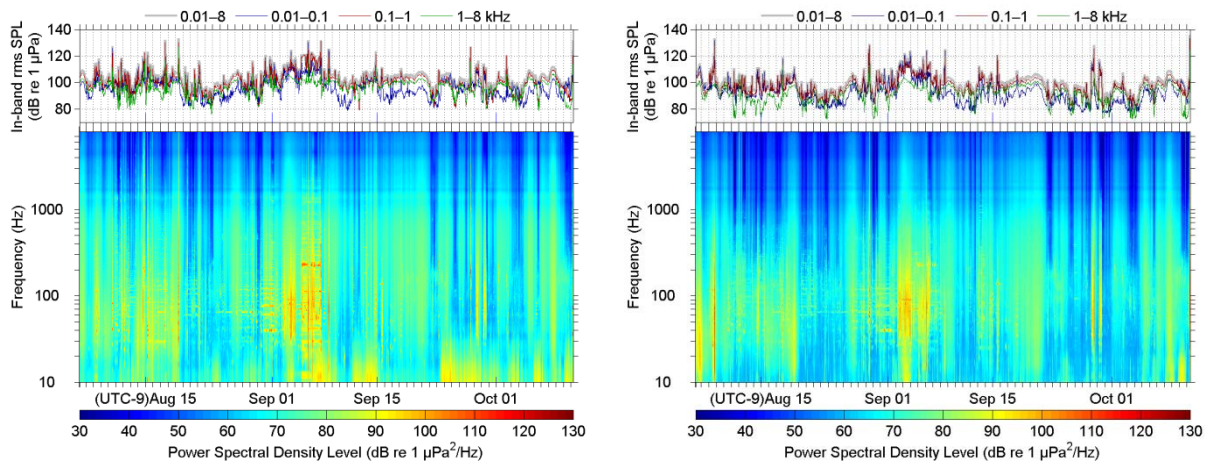 0.01–8 0.01–0.1 0.1–1 1–8 kHz
140
120
100
80
In-band rms SPL
(dB re 1 µPa)
1000
100
10
Frequency (Hz)
(UTC-9)Aug 15 Sep 01 Sep 15 Oct 01
30 40 50 60 70 80 90 100 110 120 130
Power Spectral Density Level (dB re 1 µPa²/Hz)
0.01–8 0.01–0.1 0.1–1 1–8 kHz
140
120
100
80
In-band rms SPL
(dB re 1 µPa)
1000
100
10
Frequency (Hz)
(UTC-9)Aug 15 Sep 01 Sep 15 Oct 01
30 40 50 60 70 80 90 100 110 120 130
Power Spectral Density Level (dB re 1 µPa²/Hz)